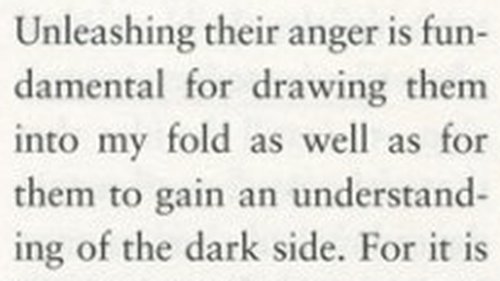 Unleashing their anger is fun-
damental for drawing them
into my fold as well as for
them to gain an understand-
ing of the dark side. For it is